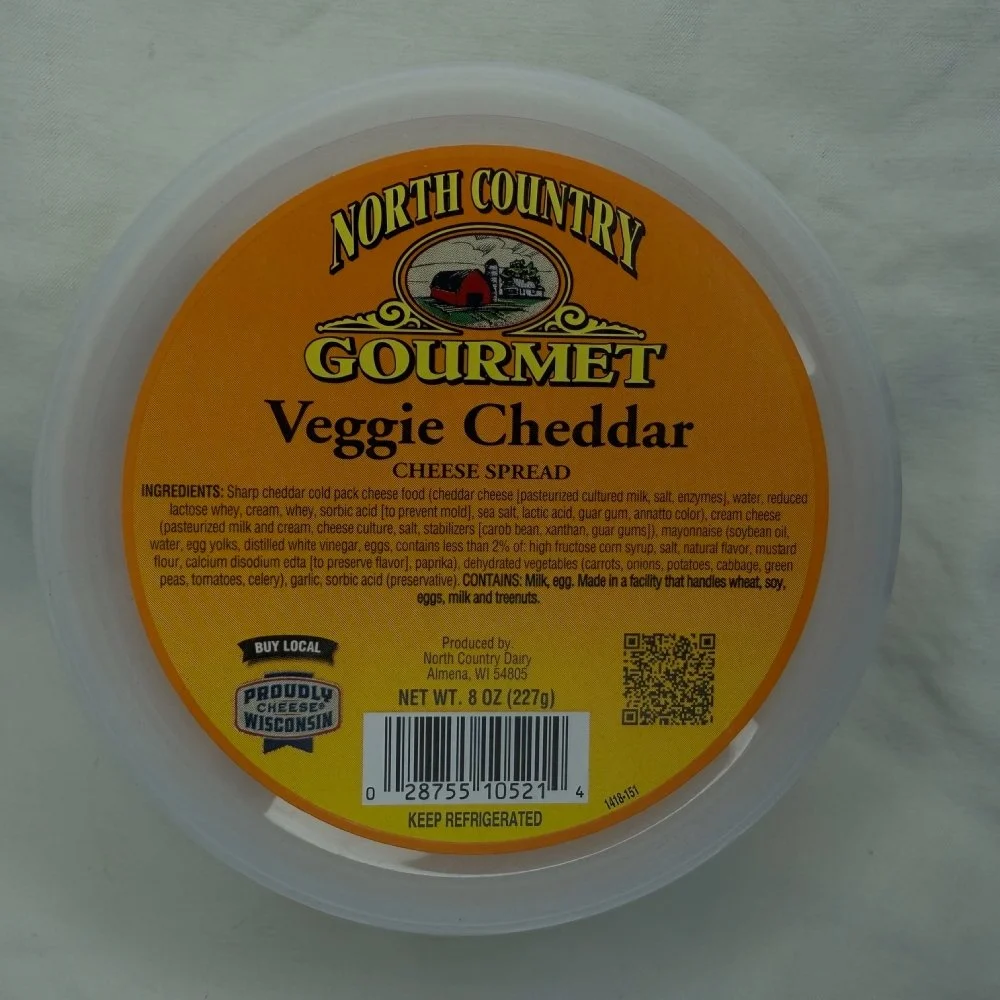 NORTH COUNTRY
GOURMET
Veggie Cheddar
CHEESE SPREAD
INGREDIENTS: Sharp cheddar cold pack cheese food (cheddar cheese [pasteurized cultured milk, salt, enzymes], water, reduced
lactose whey, cream, whey, sorbic acid [to prevent mold], sea salt, lactic acid, guar gum, annatto color), cream cheese
(pasteurized milk and cream, cheese culture, salt, stabilizers [carob bean, xanthan, guar gums]), mayonnaise (soybean oil,
water, egg yolks, distilled white vinegar, eggs, contains less than 2% of: high fructose corn syrup, salt, natural flavor, mustard
flour, calcium disodium edta [to preserve flavor], paprika), dehydrated vegetables (carrots, onions, potatoes, cabbage, green
peas, tomatoes, celery), garlic, sorbic acid (preservative). CONTAINS: Milk, egg. Made in a facility that handles wheat, soy,
eggs, milk and treenuts.
BUY LOCAL
PROUDLY
CHEESE®
WISCONSIN
Produced by:
North Country Dairy
Almena, WI 54805
NET WT. 8 OZ (227g)
0 28755 10521 4
1418-151
KEEP REFRIGERATED